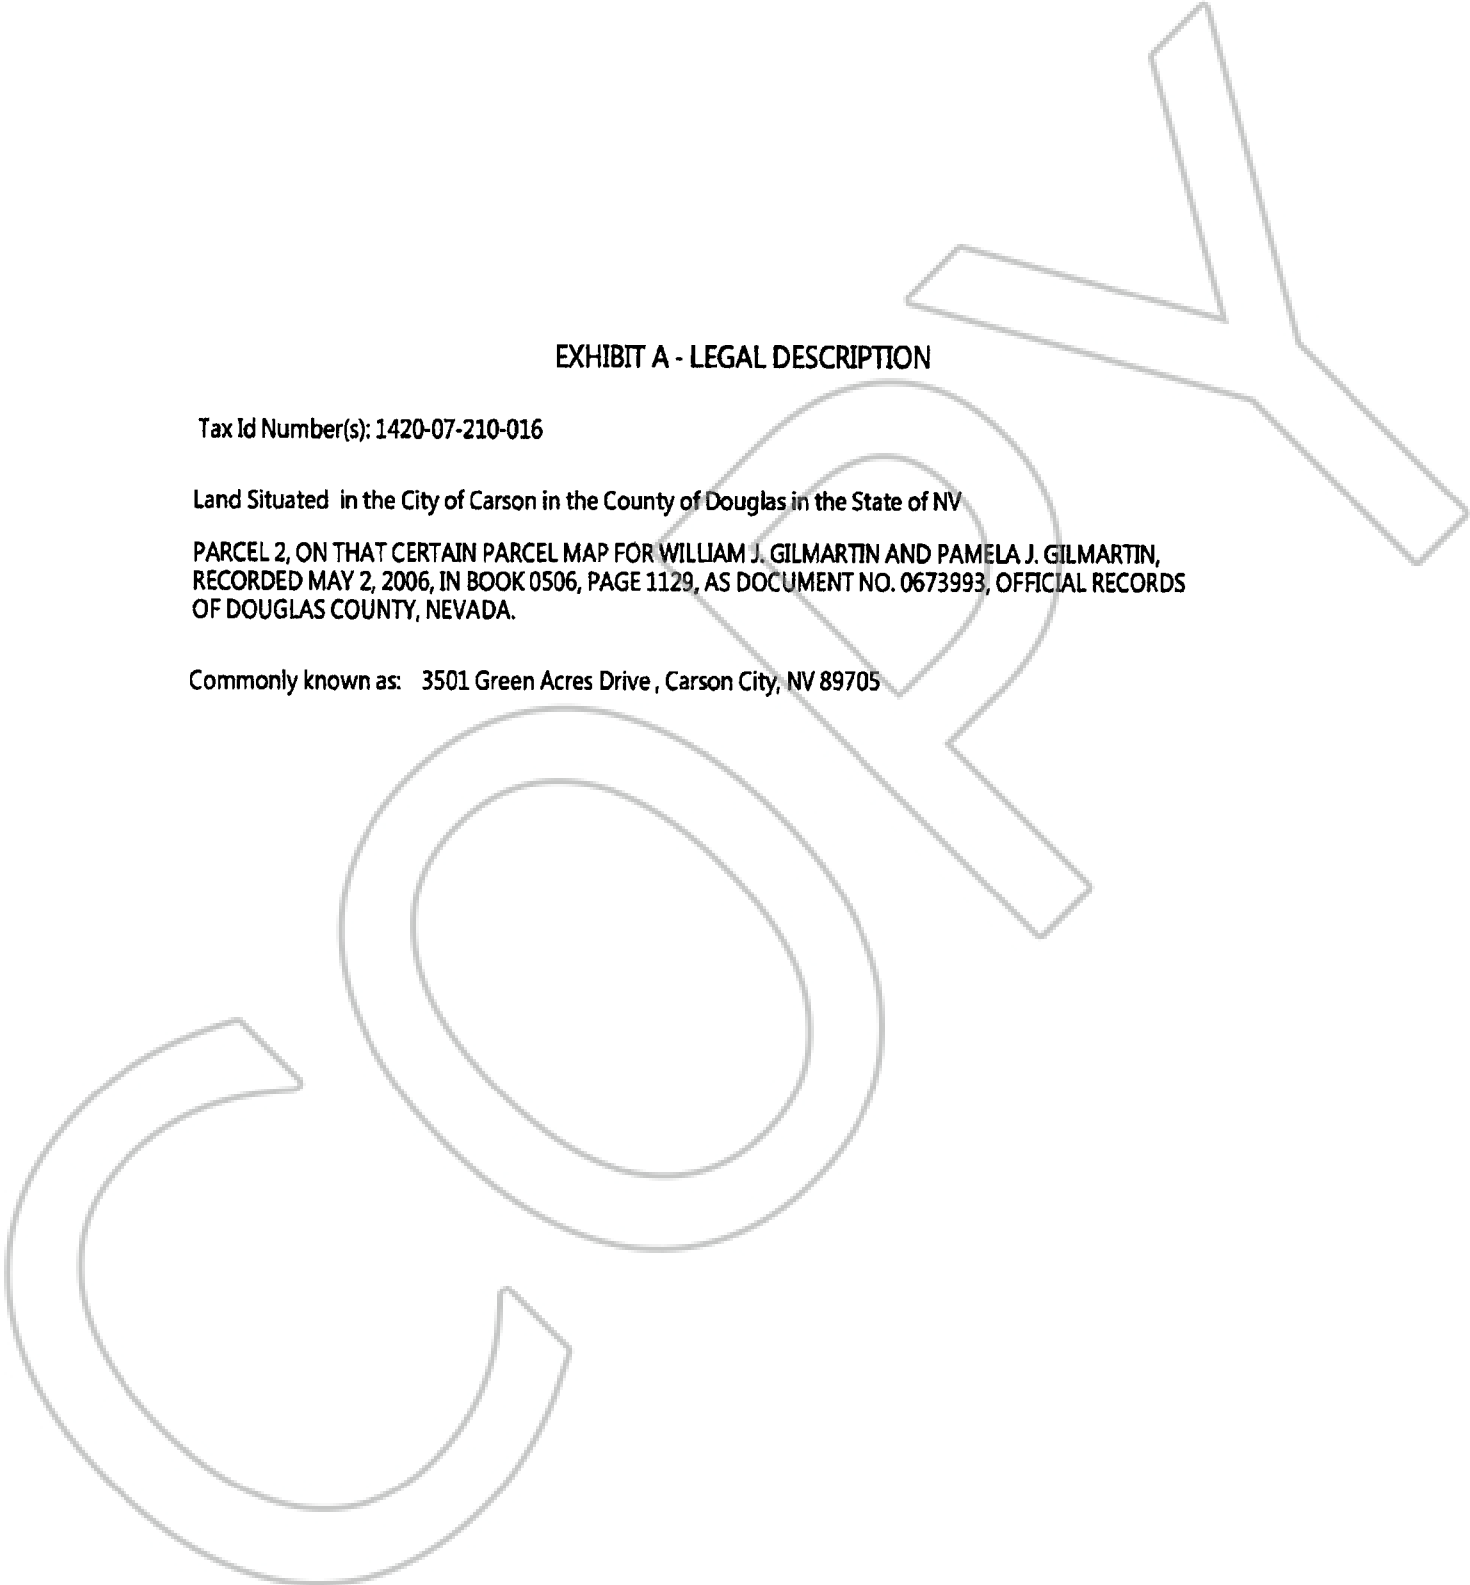 EXHIBIT A - LEGAL DESCRIPTION
Tax Id Number(s): 1420-07-210-016
Land Situated in the City of Carson in the County of Douglas in the State of NV
PARCEL 2, ON THAT CERTAIN PARCEL MAP FOR WILLIAM J. GILMARTIN AND PAMELA J. GILMARTIN,
RECORDED MAY 2, 2006, IN BOOK 0506, PAGE 1129, AS DOCUMENT NO. 0673993, OFFICIAL RECORDS
OF DOUGLAS COUNTY, NEVADA.
Commonly known as: 3501 Green Acres Drive , Carson City, NV 89705
COPY